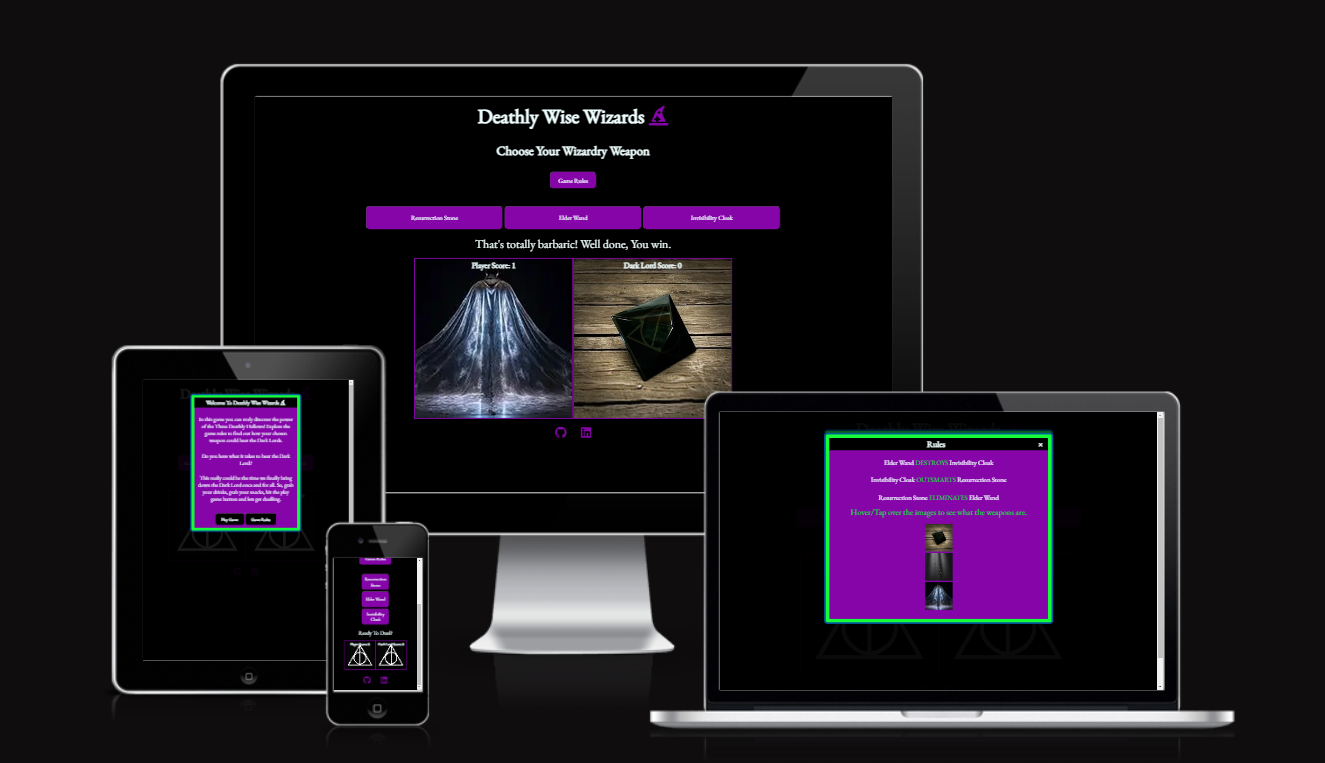 Deathly Wise Wizards
Choose Your Wizardry Weapon
Game Rules
Resurrection Stone
Elder Wand
Invisibility Cloak
That's totally barbaric! Well done, You win.
Player Score: 1
Dark Lord Score: 0
Welcome To Deathly Wise Wizards
In this game you can truly discover the power
of the Three Deathly Hallows! Explore the
game rules to find out how your chosen
weapon could beat the Dark Lords.
Do you have what it takes to beat the Dark
Lord?
This really could be the time we finally bring
down the Dark Lord once and for all. So, grab
your drinks, grab your snacks, hit the play
game button and lets get duelling.
Play Game
Game Rules
Game Rules
Resurrection
Stone
Elder Wand
Invisibility
Cloak
Ready To Duel?
Rules
Elder Wand DESTROYS Invisibility Cloak
Invisibility Cloak OUTSMARTS Resurrection Stone
Resurrection Stone ELIMINATES Elder Wand
Hover/Tap over the images to see what the weapons are.